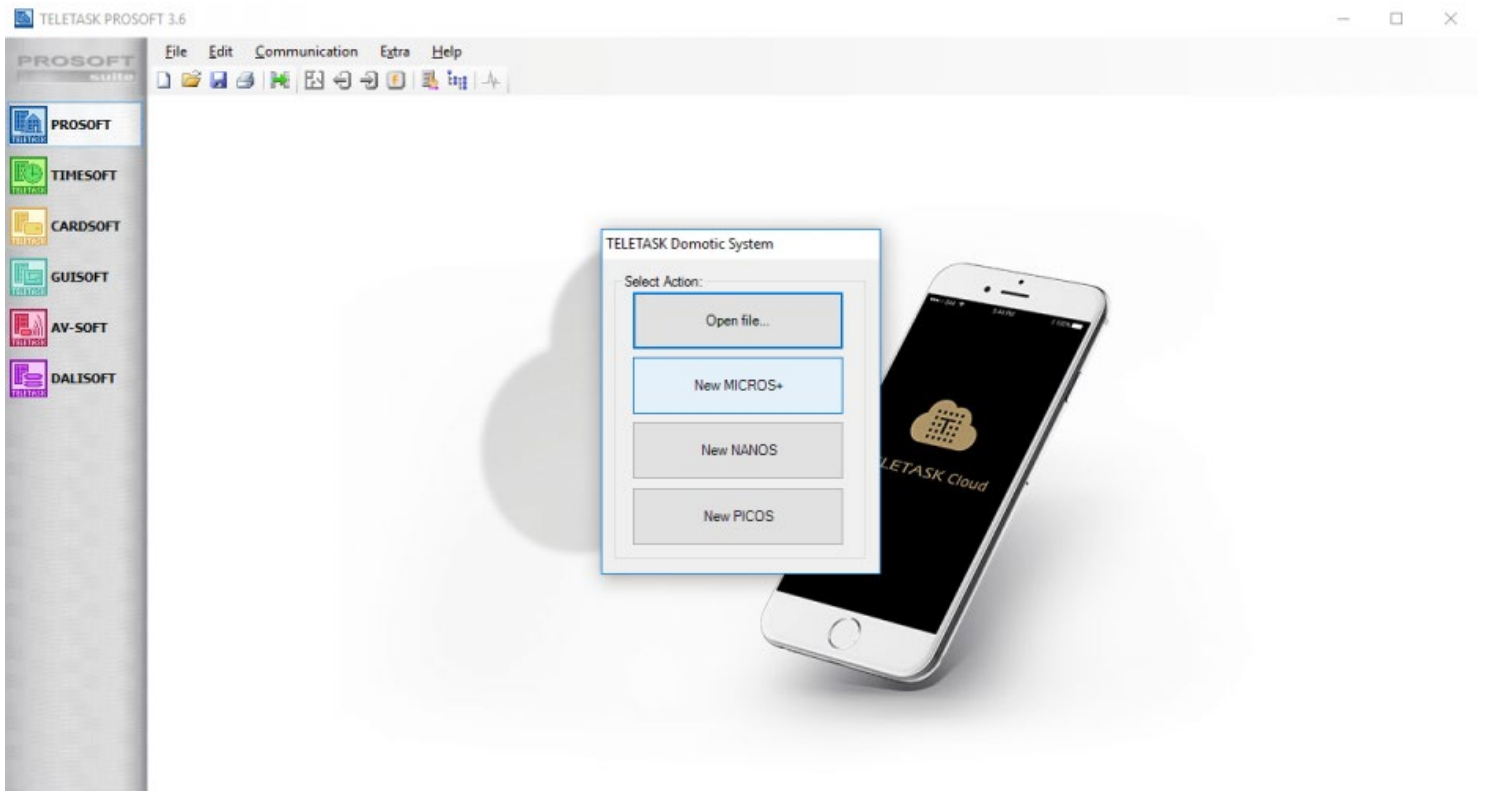 TELETASK PROSOFT 3.6
PROSOFT
suite
File Edit Communication Extra Help
PROSOFT
TIMESOFT
CARDSOFT
GUISOFT
AV-SOFT
DALISOFT
TELETASK Domotic System
Select Action:
Open file...
New MICROS+
New NANOS
New PICOS
LETASK Cloud